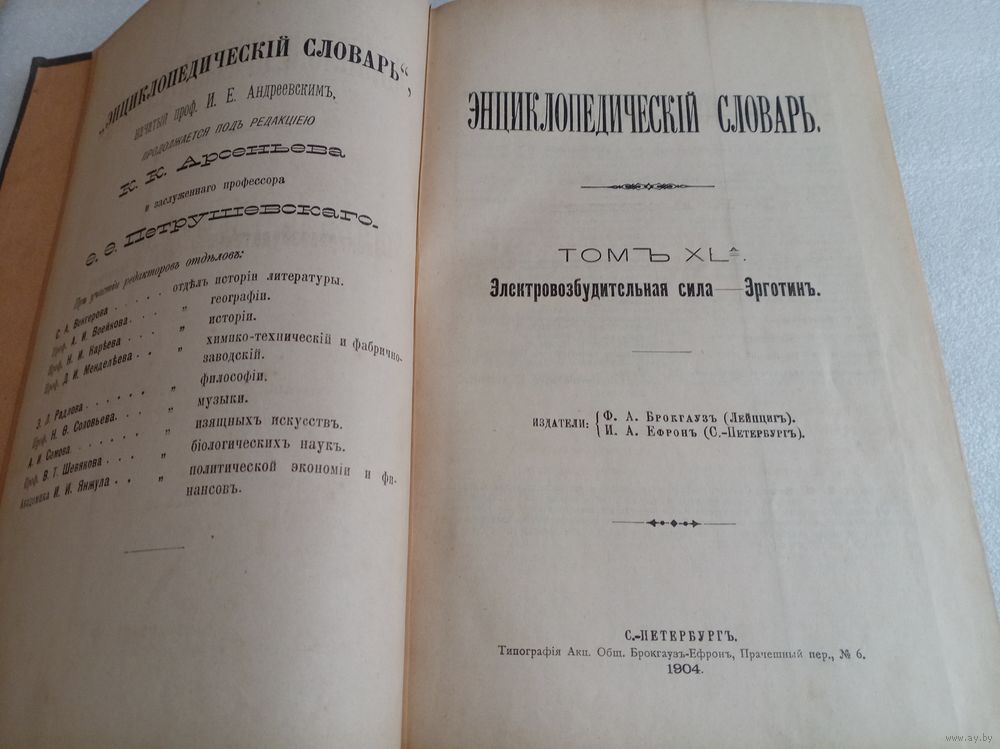 „ЭНЦИКЛОПЕДИЧЕСКІЙ СЛОВАРЬ“,
начатый проф. И. Е. Андреевскимъ,
ПРОДОЛЖАЕТСЯ ПОДЪ РЕДАКЦІЕЮ
К. К. Арсеньева
и заслуженнаго профессора
Ѳ. Ѳ. Петрушевскаго.
При участіи редакторовъ отдѣловъ:
С. А. Венгерова . . . . . отдѣлъ исторіи литературы.
Проф. А. И. Воейкова. . . . „ географіи.
Проф. Н. И. Карѣева . . . . „ исторіи.
Проф. Д. И. Менделѣева . . „ химико-техническій и фабрично-
заводскій.
Э. Л. Радлова . . . . . . „ философіи.
Проф. Н. Ѳ. Соловьева. . . . „ музыки.
А. И. Сомова. . . . . . . „ изящныхъ искусствъ.
Проф. В. Т. Шевякова . . . „ біологическихъ наукъ.
Академика И. И. Янжула . . „ политической экономіи и фи-
нансовъ.
ЭНЦИКЛОПЕДИЧЕСКІЙ СЛОВАРЬ.
ТОМЪ XLA.
Электровозбудительная сила — Эрготинъ.
ИЗДАТЕЛИ: { Ф. А. Брокгаузъ (Лейпцигъ).
И. А. Ефронъ (С.-Петербургъ).
С.-ПЕТЕРБУРГЪ.
Типографія Акц. Общ. Брокгаузъ-Ефронъ, Прачешный пер., № 6.
1904.
www.ay.by